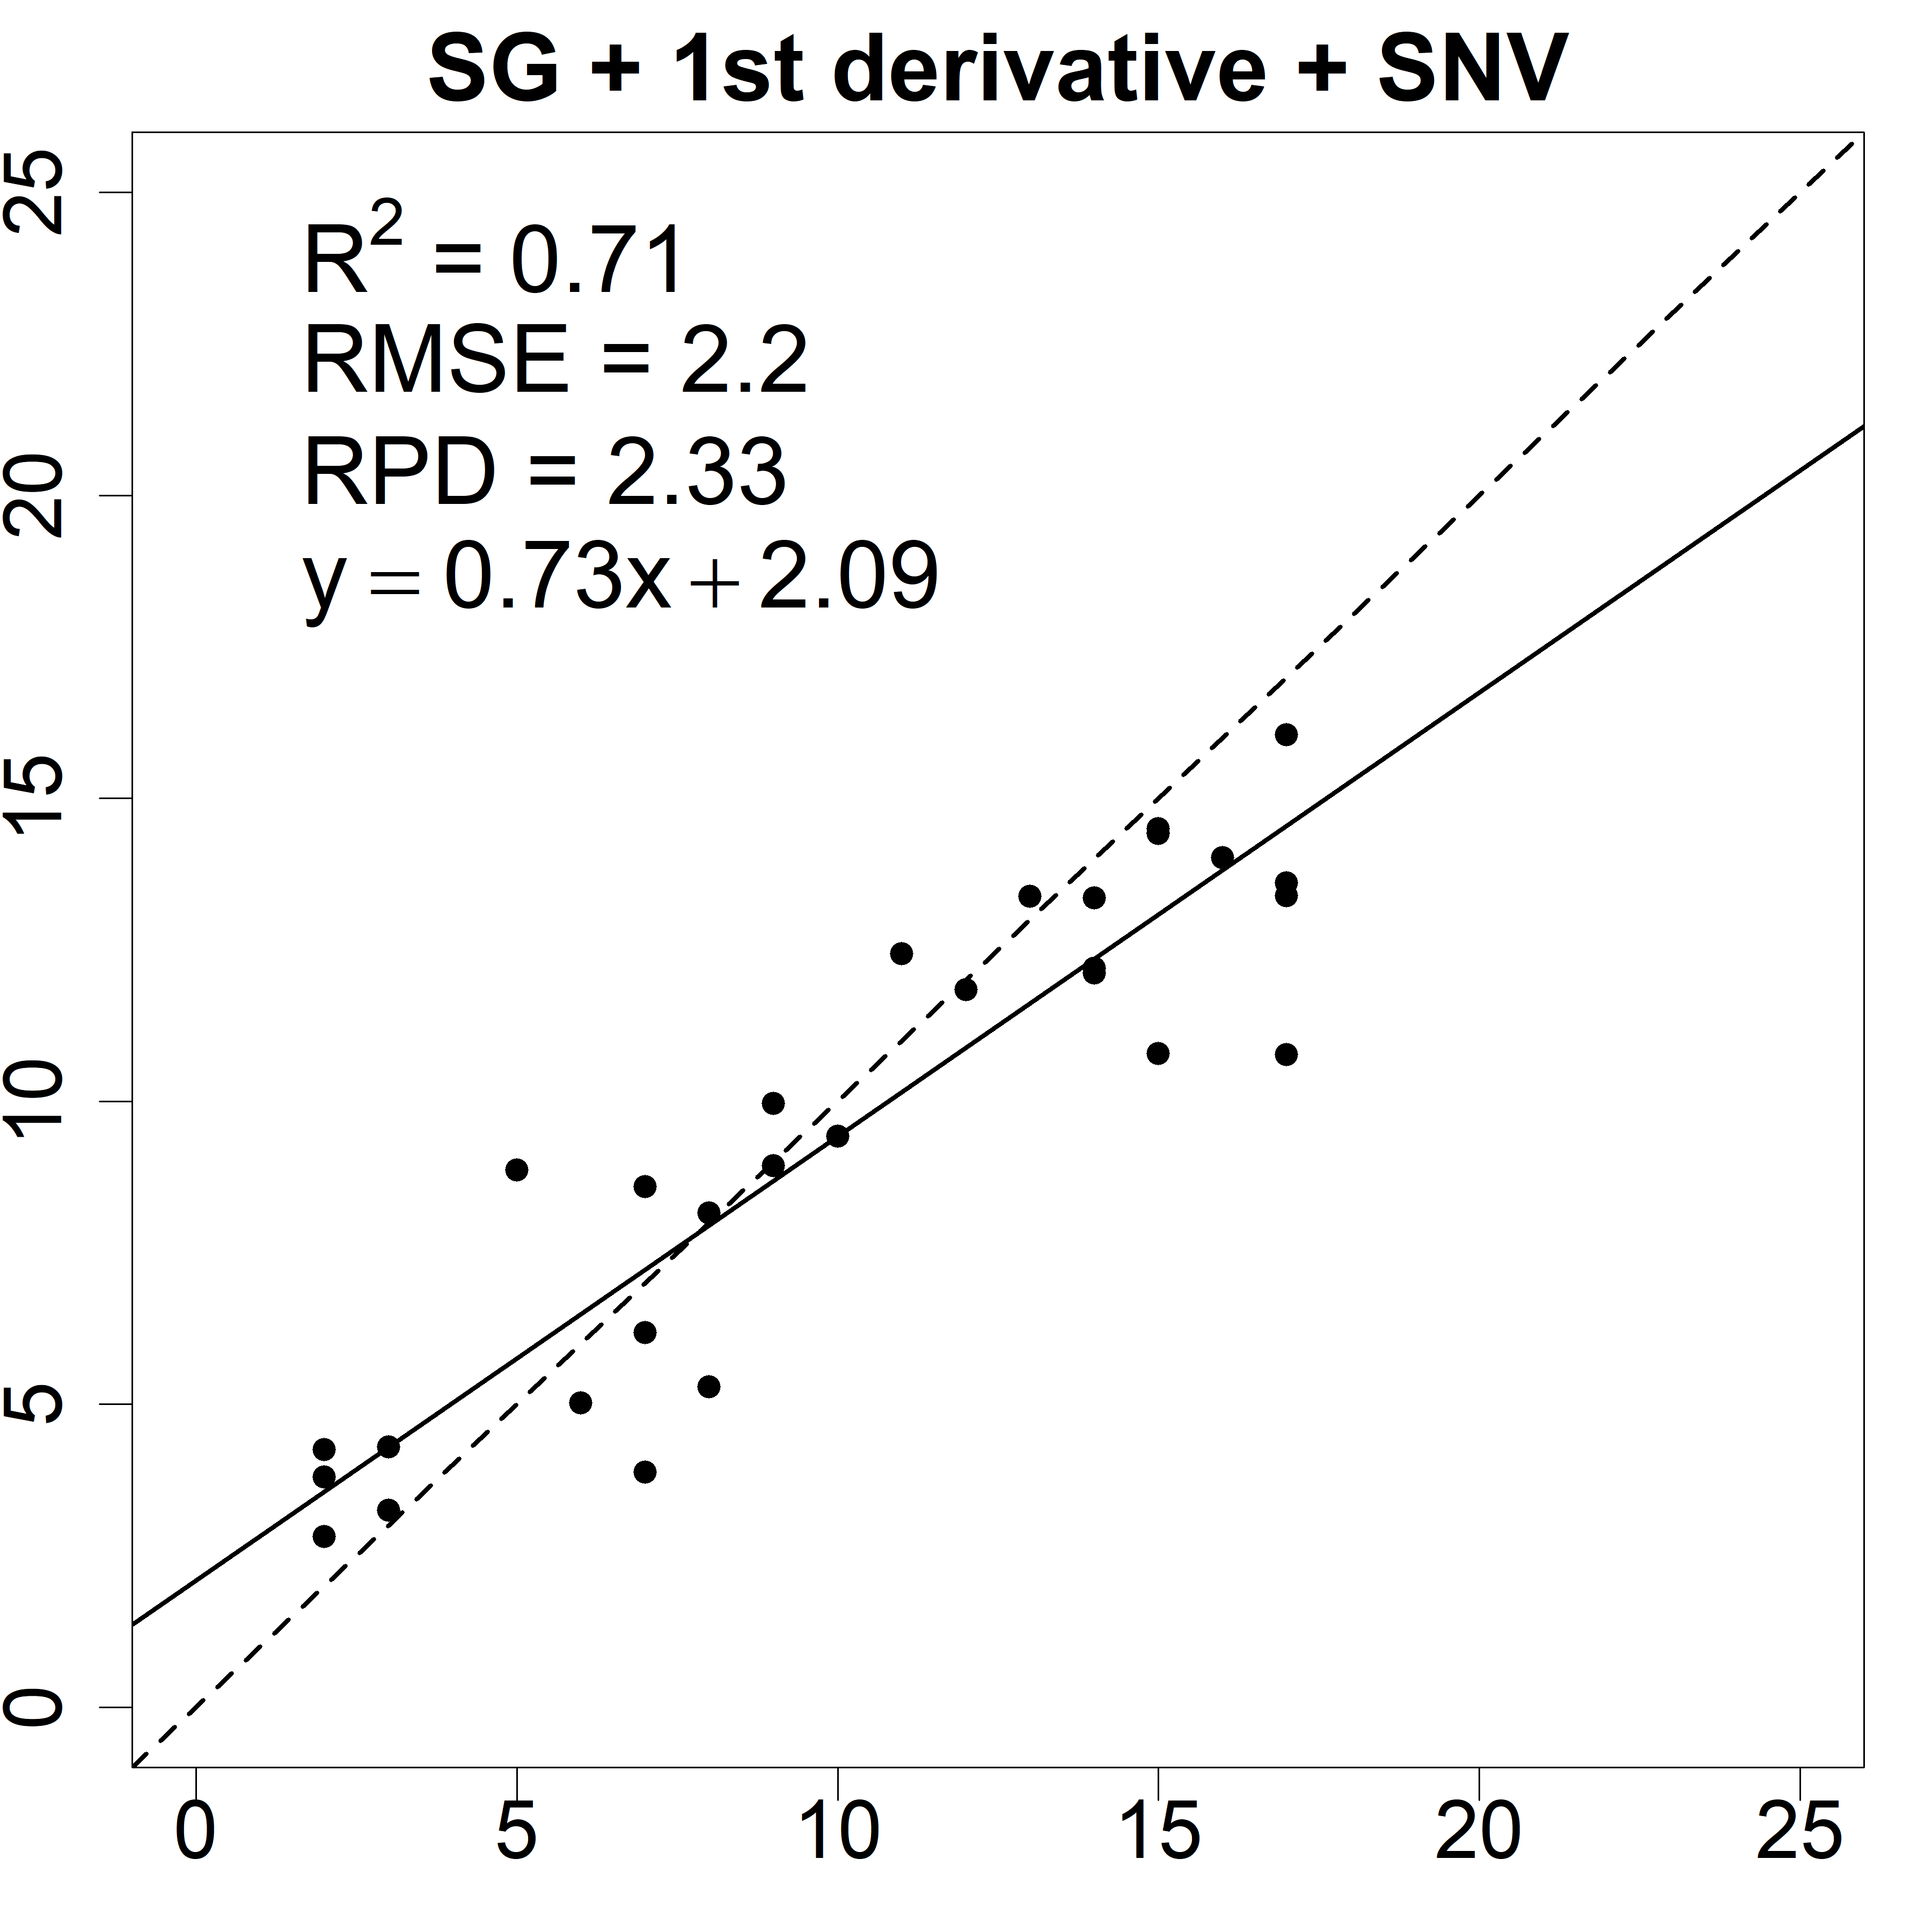 SG + 1st derivative + SNV
R² = 0.71
RMSE = 2.2
RPD = 2.33
y = 0.73x + 2.09
25
20
15
10
5
0
0 5 10 15 20 25